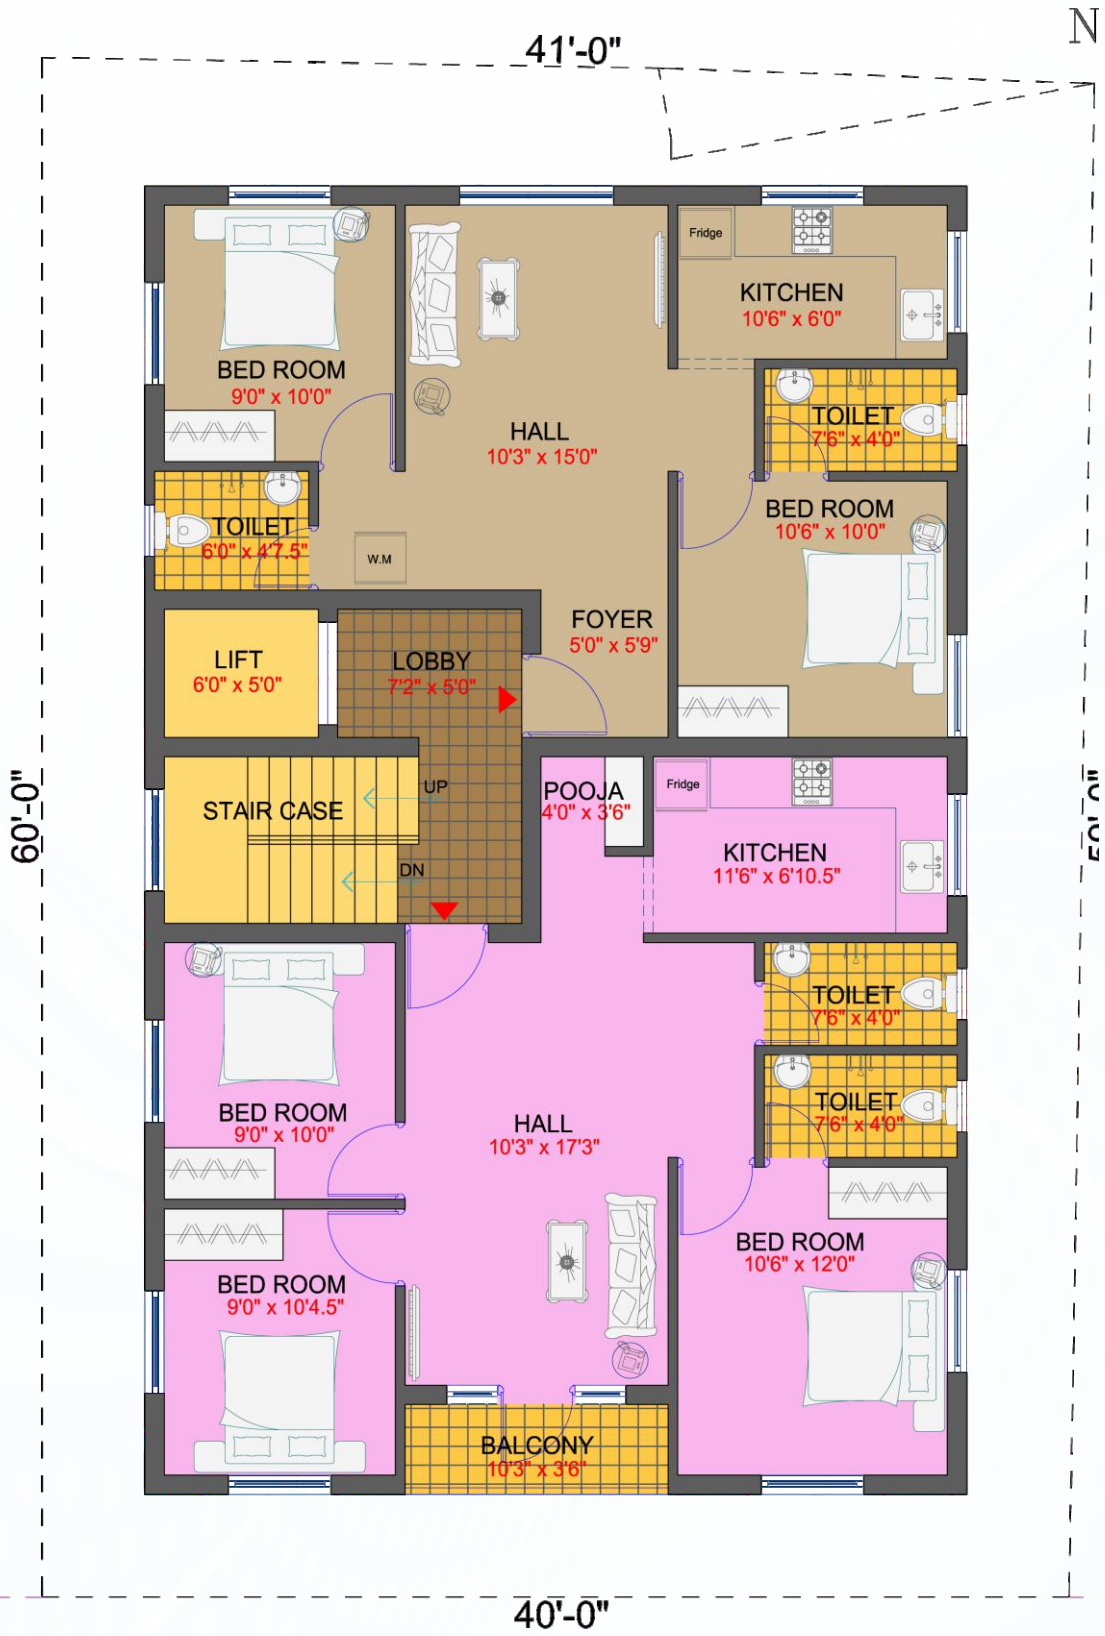 N
41'-0"
Fridge
KITCHEN
10'6" x 6'0"
BED ROOM
9'0" x 10'0"
HALL
10'3" x 15'0"
TOILET
7'6" x 4'0"
BED ROOM
10'6" x 10'0"
TOILET
6'0" x 4'7.5"
W.M
FOYER
5'0" x 5'9"
LIFT
6'0" x 5'0"
LOBBY
7'2" x 5'0"
60'-0"
UP
STAIR CASE
DN
POOJA
4'0" x 3'6"
Fridge
KITCHEN
11'6" x 6'10.5"
TOILET
7'6" x 4'0"
BED ROOM
9'0" x 10'0"
HALL
10'3" x 17'3"
TOILET
7'6" x 4'0"
BED ROOM
10'6" x 12'0"
BED ROOM
9'0" x 10'4.5"
BALCONY
10'3" x 3'6"
40'-0"